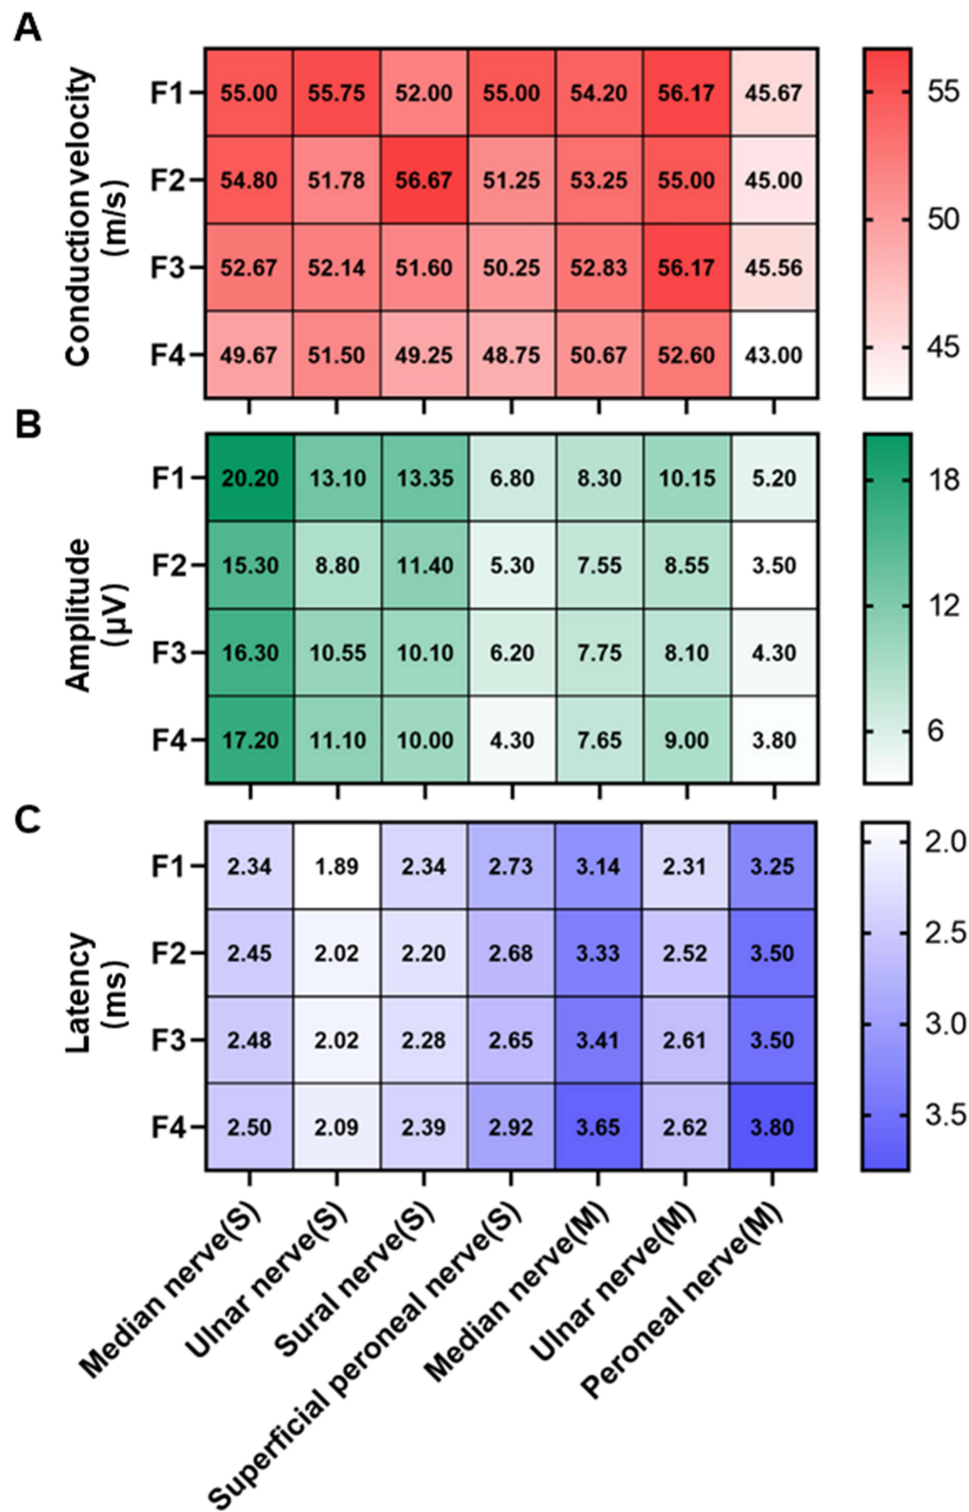 A
Conduction velocity
(m/s)
F1 55.00 55.75 52.00 55.00 54.20 56.17 45.67
F2 54.80 51.78 56.67 51.25 53.25 55.00 45.00
F3 52.67 52.14 51.60 50.25 52.83 56.17 45.56
F4 49.67 51.50 49.25 48.75 50.67 52.60 43.00
55
50
45
B
Amplitude
(µV)
F1 20.20 13.10 13.35 6.80 8.30 10.15 5.20
F2 15.30 8.80 11.40 5.30 7.55 8.55 3.50
F3 16.30 10.55 10.10 6.20 7.75 8.10 4.30
F4 17.20 11.10 10.00 4.30 7.65 9.00 3.80
18
12
6
C
Latency
(ms)
F1 2.34 1.89 2.34 2.73 3.14 2.31 3.25
F2 2.45 2.02 2.20 2.68 3.33 2.52 3.50
F3 2.48 2.02 2.28 2.65 3.41 2.61 3.50
F4 2.50 2.09 2.39 2.92 3.65 2.62 3.80
2.0
2.5
3.0
3.5
Median nerve(S)
Ulnar nerve(S)
Sural nerve(S)
Superficial peroneal nerve(S)
Median nerve(M)
Ulnar nerve(M)
Peroneal nerve(M)